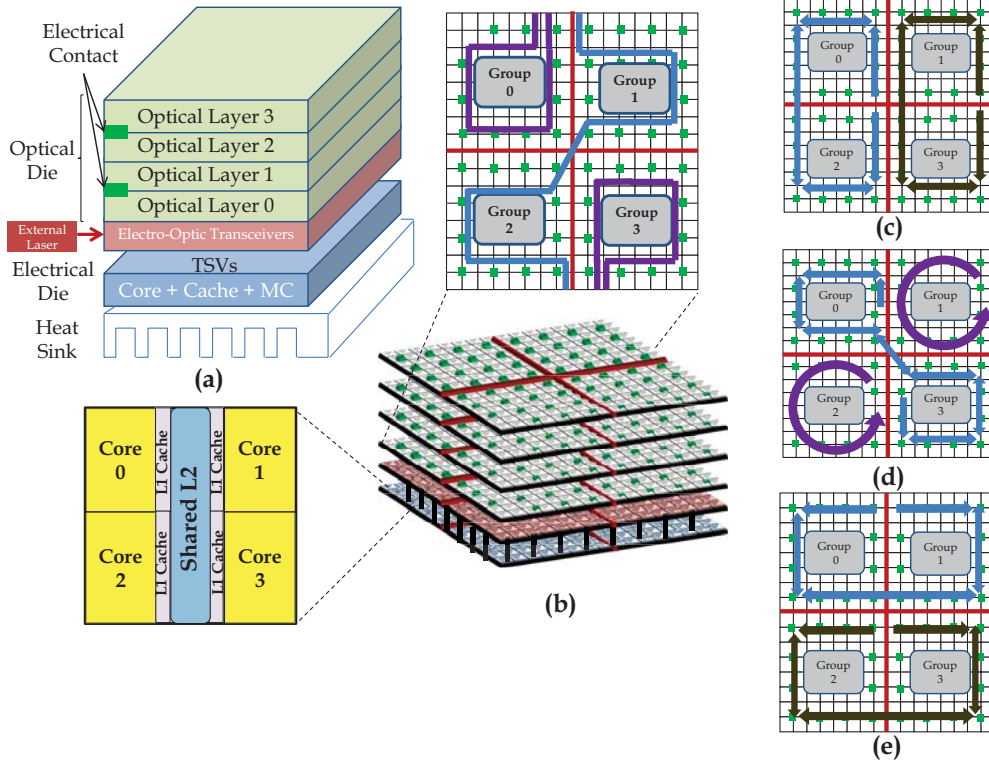 Electrical
Contact
Optical Layer 3
Optical Layer 2
Optical Layer 1
Optical Layer 0
Optical
Die
External
Laser
Electro-Optic Transceivers
TSVs
Electrical
Die
Core + Cache + MC
Heat
Sink
(a)
(b)
Group
0
Group
1
Group
2
Group
3
Core
0
L1 Cache
Shared L2
L1 Cache
Core
1
Core
2
L1 Cache
L1 Cache
Core
3
(b)
(c)
Group
0
Group
1
Group
2
Group
3
(c)
Group
0
Group
1
Group
2
Group
3
(d)
Group
0
Group
1
Group
2
Group
3
(e)